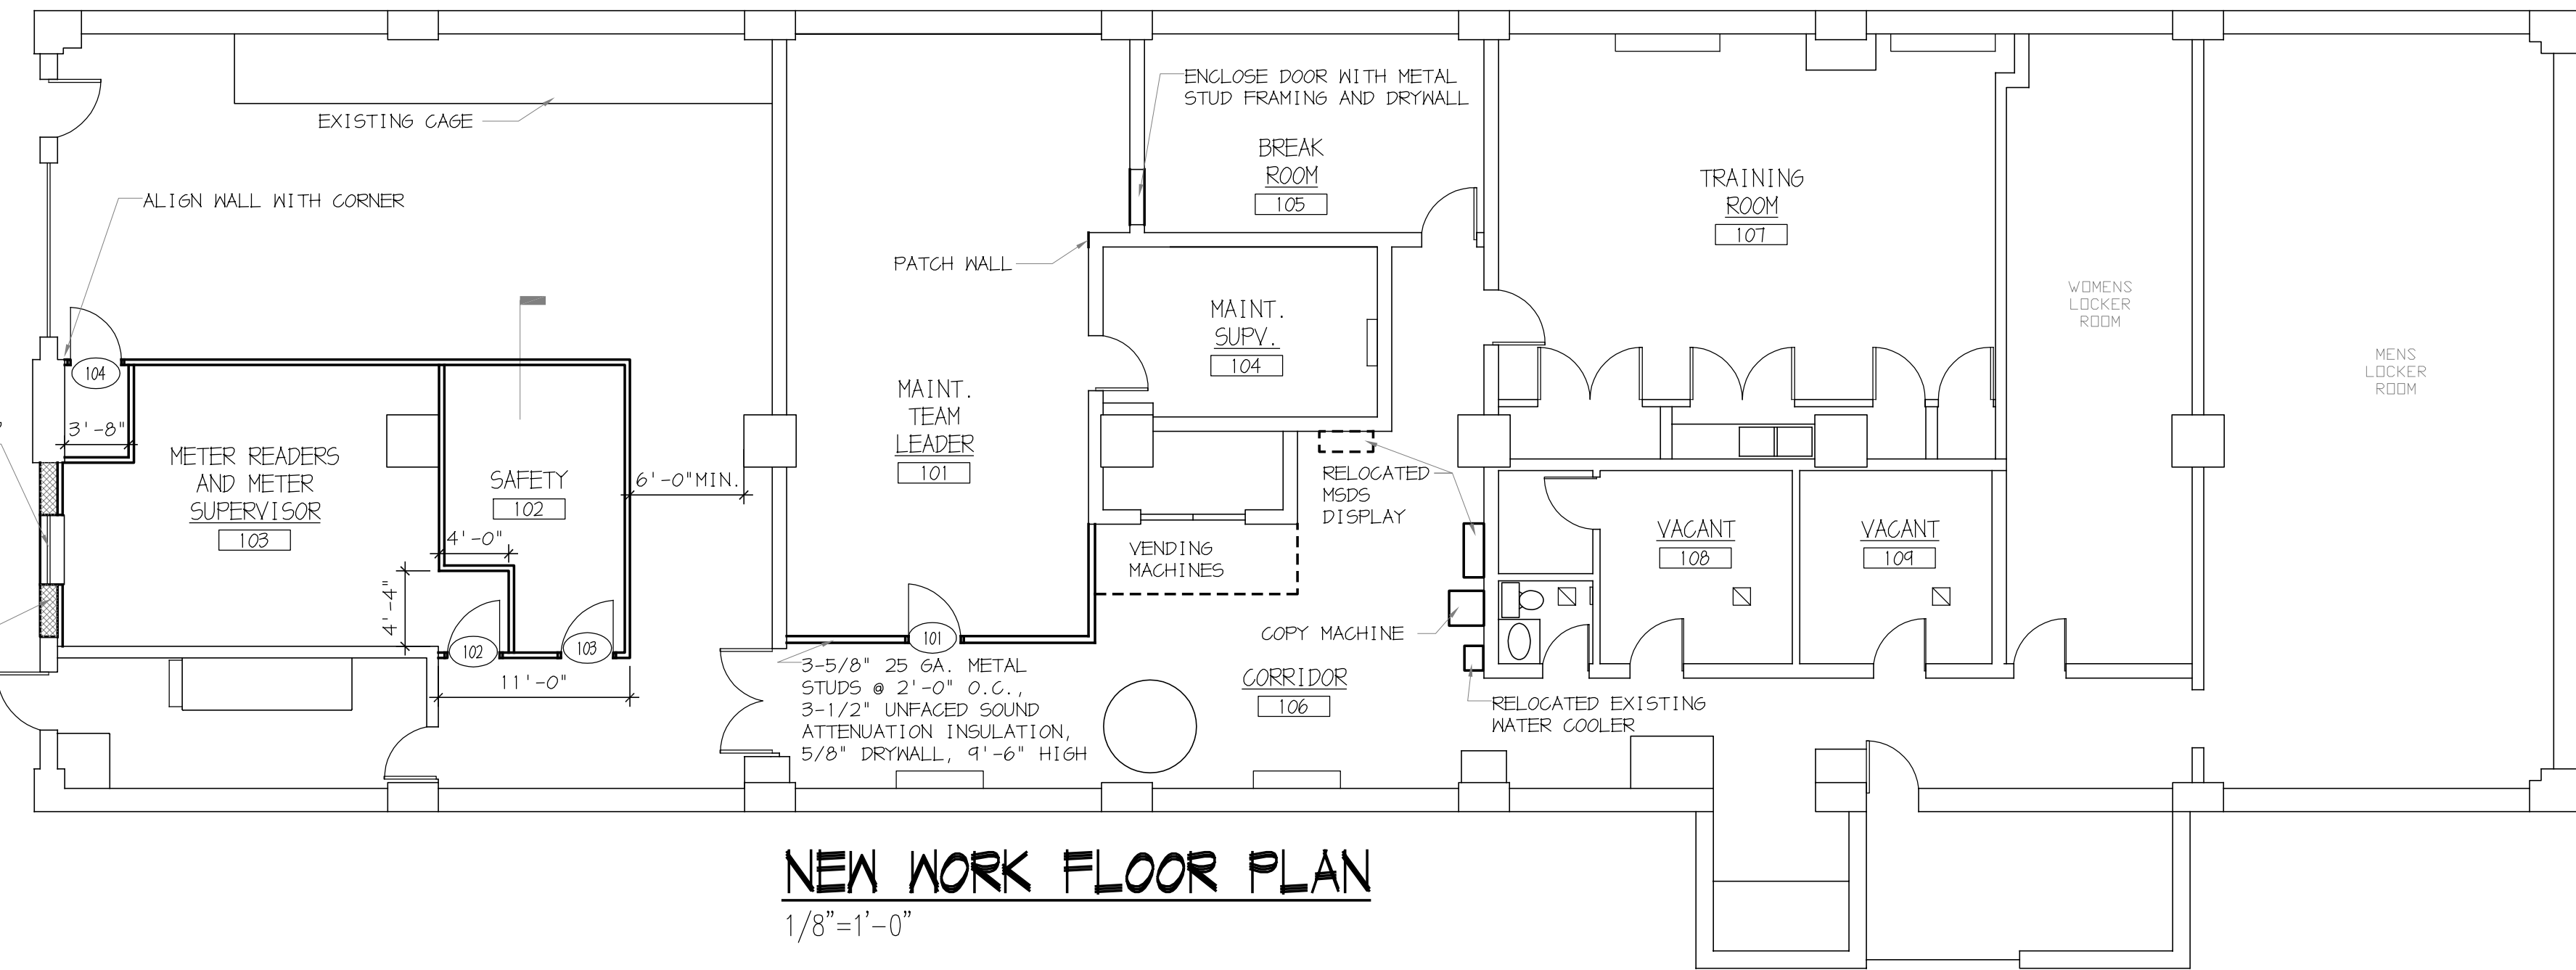 ENCLOSE DOOR WITH METAL
STUD FRAMING AND DRYWALL
EXISTING CAGE
BREAK
ROOM
105
ALIGN WALL WITH CORNER
TRAINING
ROOM
107
PATCH WALL
WOMENS
LOCKER
ROOM
MAINT.
SUPV.
104
MENS
LOCKER
ROOM
104
3'-8"
METER READERS
AND METER
SUPERVISOR
103
SAFETY
102
6'-0"MIN.
MAINT.
TEAM
LEADER
101
RELOCATED
MSDS
DISPLAY
4'-0"
4'-4"
VENDING
MACHINES
VACANT
108
VACANT
109
102
103
101
COPY MACHINE
11'-0"
3-5/8" 25 GA. METAL
STUDS @ 2'-0" O.C.,
3-1/2" UNFACED SOUND
ATTENUATION INSULATION,
5/8" DRYWALL, 9'-6" HIGH
CORRIDOR
106
RELOCATED EXISTING
WATER COOLER
NEW WORK FLOOR PLAN
1/8"=1'-0"